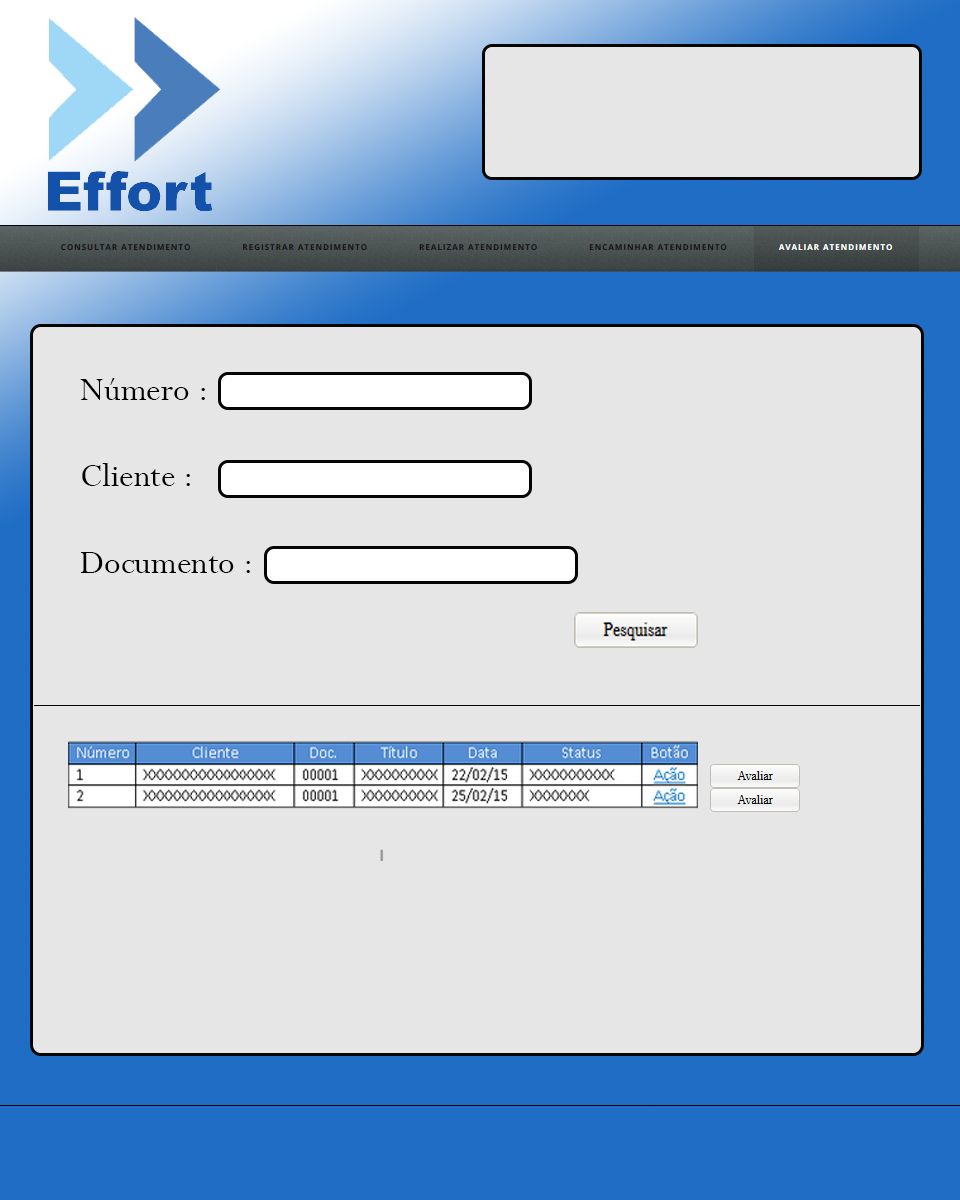 Effort
CONSULTAR ATENDIMENTO REGISTRAR ATENDIMENTO REALIZAR ATENDIMENTO ENCAMINHAR ATENDIMENTO AVALIAR ATENDIMENTO
Número :
Cliente :
Documento :
Pesquisar
Número Cliente Doc. Título Data Status Botão
1 XXXXXXXXXXXXXXXX 00001 XXXXXXXXX 22/02/15 XXXXXXXXXX Ação Avaliar
2 XXXXXXXXXXXXXXXX 00001 XXXXXXXXX 25/02/15 XXXXXXX Ação Avaliar